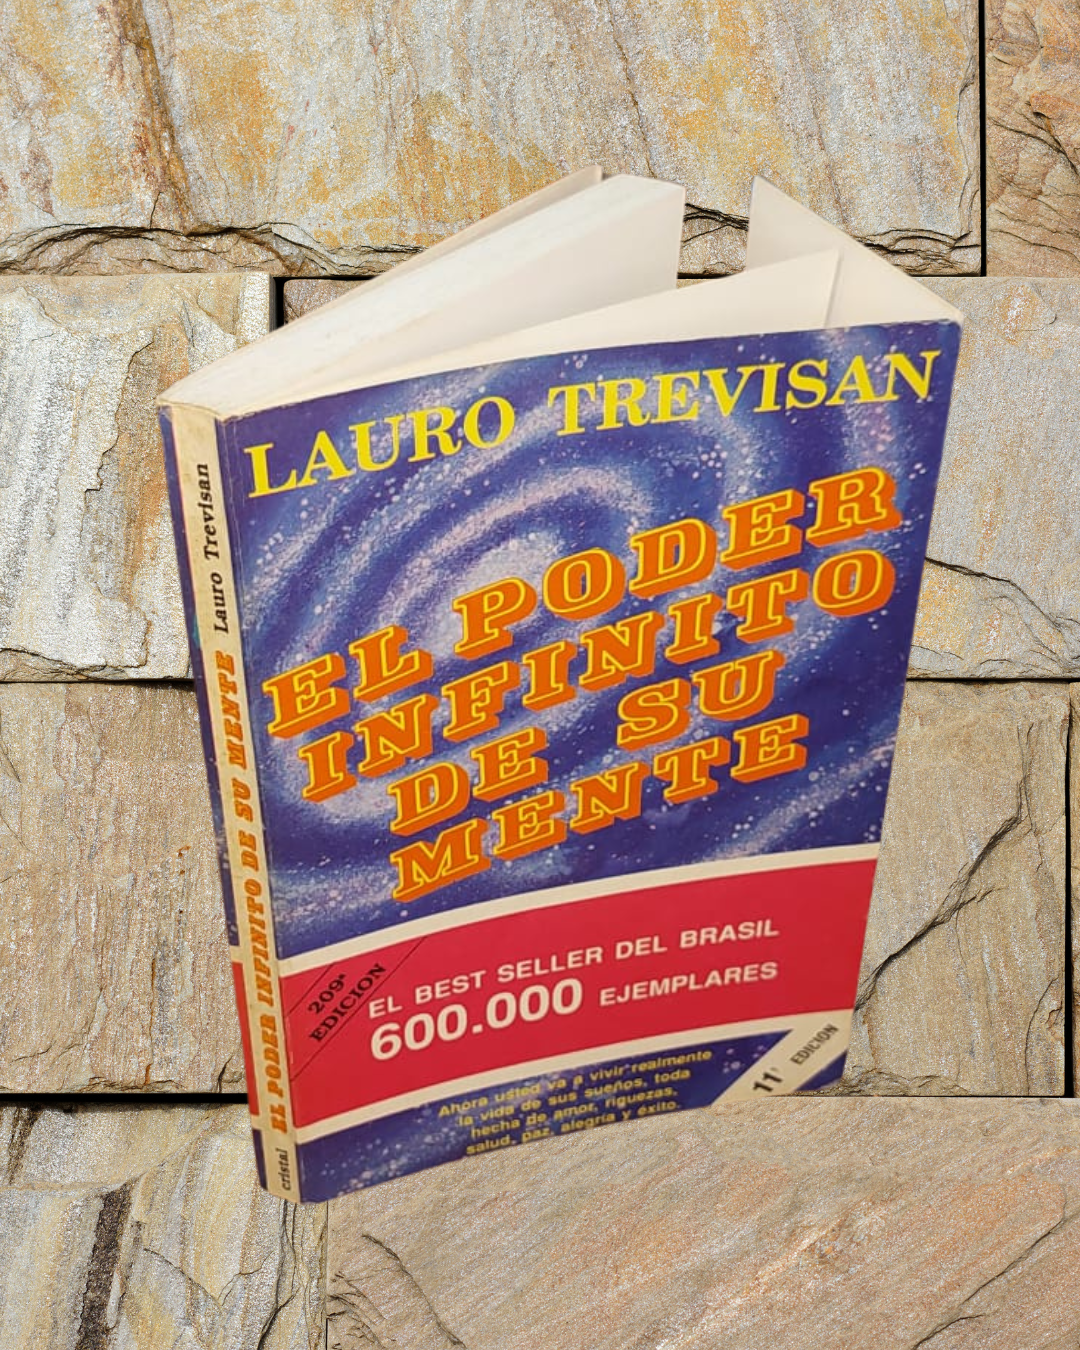 LAURO TREVISAN
EL PODER
INFINITO
DE SU
MENTE
209ª
EDICION
EL BEST SELLER DEL BRASIL
600.000 EJEMPLARES
Ahora usted va a vivir realmente
la vida de sus sueños, toda
hecha de amor, riquezas,
salud, paz, alegría y éxito.
11ª
EDICION
cristal EL PODER INFINITO DE SU MENTE Lauro Trevisan